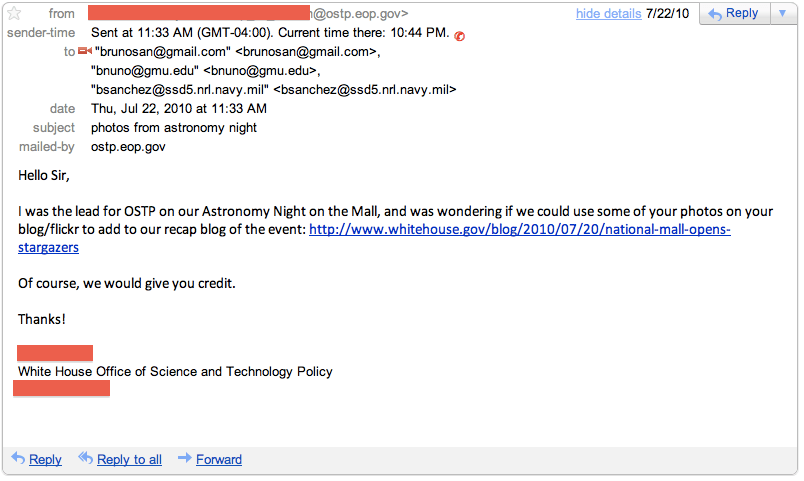 from n@ostp.eop.gov> hide details 7/22/10 Reply
sender-time Sent at 11:33 AM (GMT-04:00). Current time there: 10:44 PM.
to "brunosan@gmail.com" <brunosan@gmail.com>,
"bnuno@gmu.edu" <bnuno@gmu.edu>,
"bsanchez@ssd5.nrl.navy.mil" <bsanchez@ssd5.nrl.navy.mil>
date Thu, Jul 22, 2010 at 11:33 AM
subject photos from astronomy night
mailed-by ostp.eop.gov
Hello Sir,
I was the lead for OSTP on our Astronomy Night on the Mall, and was wondering if we could use some of your photos on your
blog/flickr to add to our recap blog of the event: http://www.whitehouse.gov/blog/2010/07/20/national-mall-opens-
stargazers
Of course, we would give you credit.
Thanks!
White House Office of Science and Technology Policy
Reply Reply to all Forward